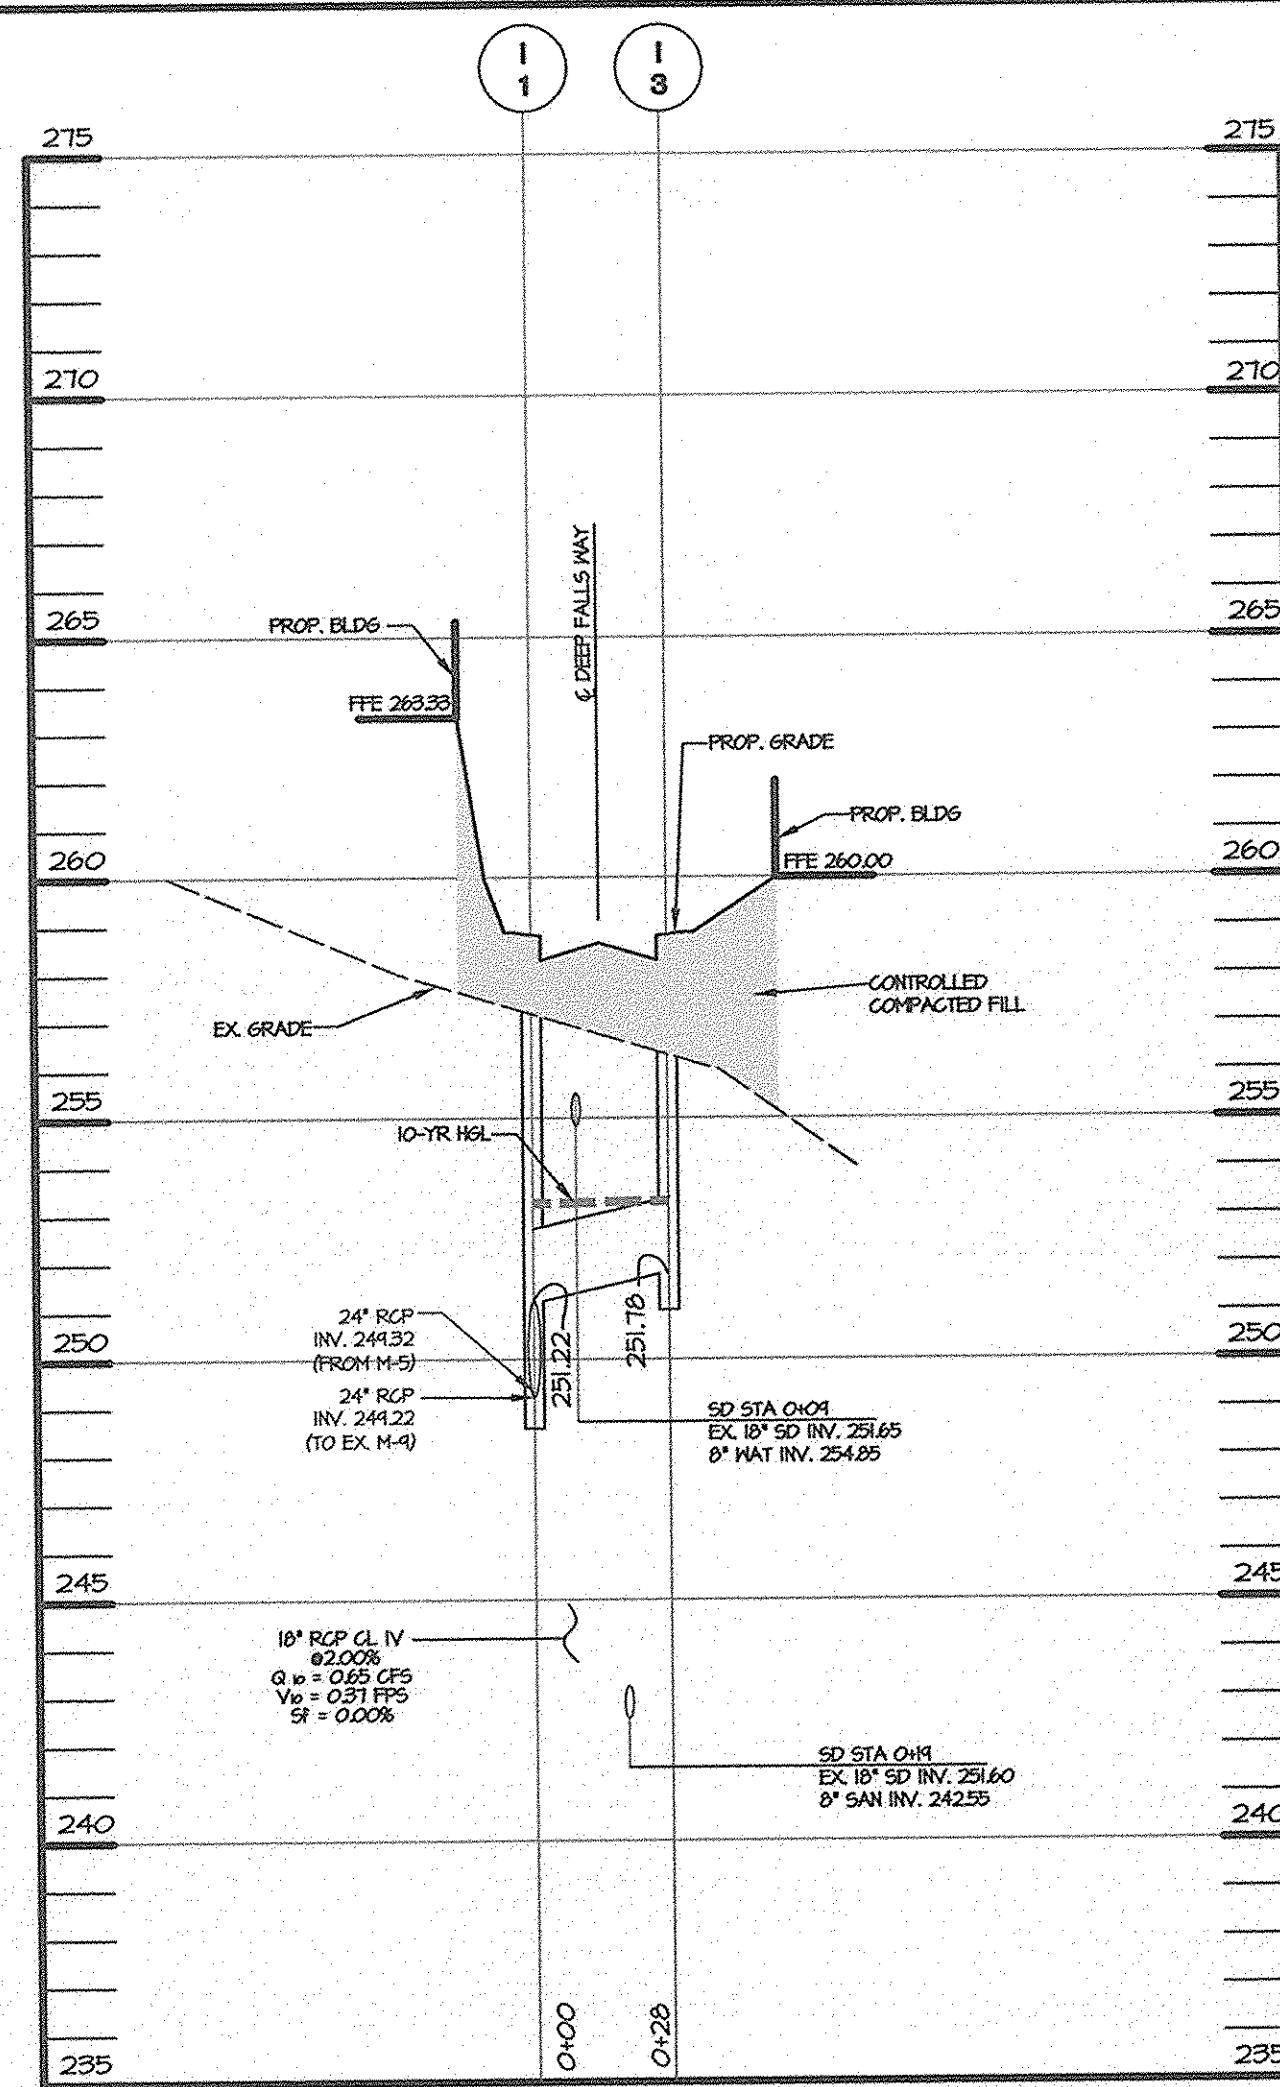 I
1
I
3
275
275
270
270
265
265
260
260
255
255
250
250
245
245
240
240
235
235
PROP. BLDG
FFE 263.33
℄ DEEP FALLS WAY
PROP. GRADE
PROP. BLDG
FFE 260.00
CONTROLLED
COMPACTED FILL
EX. GRADE
10-YR HGL
24" RCP
INV. 249.32
(FROM M-5)
24" RCP
INV. 249.22
(TO EX. M-9)
251.22
251.78
SD STA 0+09
EX. 18" SD INV. 251.65
8" WAT INV. 254.85
18" RCP CL IV
@2.00%
Q10 = 0.65 CFS
V10 = 0.37 FPS
Sf = 0.00%
SD STA 0+19
EX. 18" SD INV. 251.60
8" SAN INV. 242.55
0+00
0+28